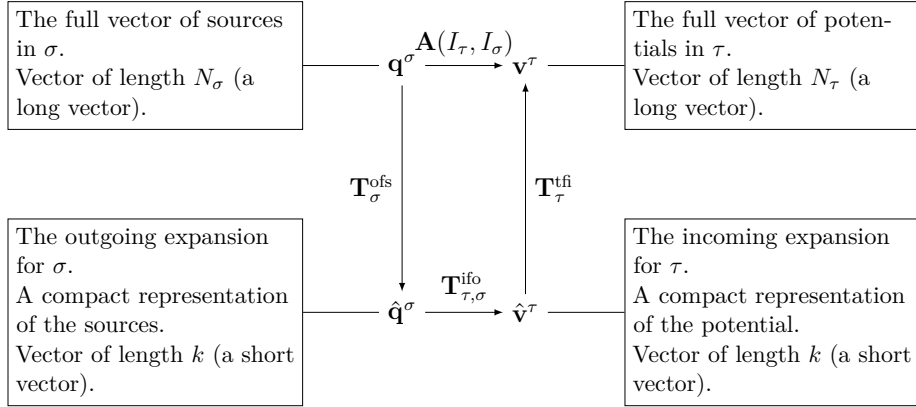 The full vector of sources
in σ.
Vector of length N_σ (a
long vector).
q^σ A(I_τ, I_σ) v^τ
The full vector of poten-
tials in τ.
Vector of length N_τ (a
long vector).
T_σ^ofs
T_τ^tfi
The outgoing expansion
for σ.
A compact representation
of the sources.
Vector of length k (a short
vector).
T_{τ,σ}^ifo
q̂^σ v̂^τ
The incoming expansion
for τ.
A compact representation
of the potential.
Vector of length k (a short
vector).